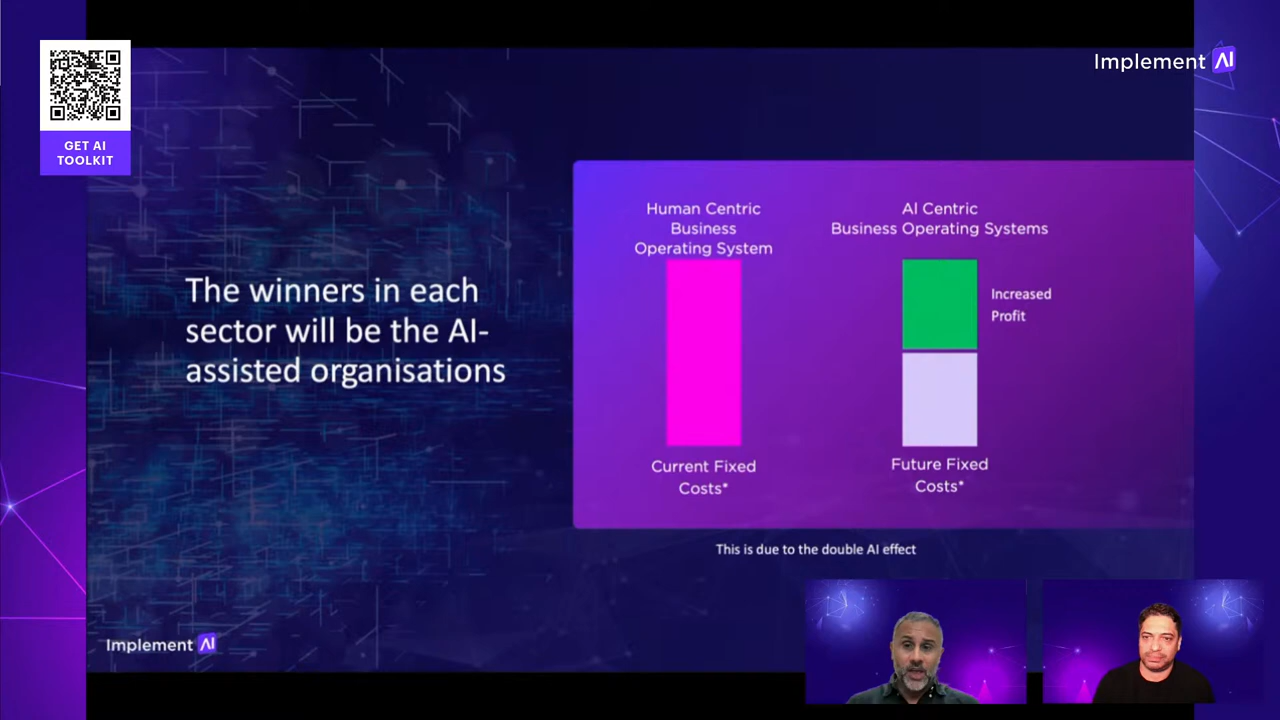 GET AI
TOOLKIT
Implement AI
The winners in each
sector will be the AI-
assisted organisations
Human Centric
Business
Operating System
AI Centric
Business Operating Systems
Increased
Profit
Current Fixed
Costs*
Future Fixed
Costs*
This is due to the double AI effect
Implement AI